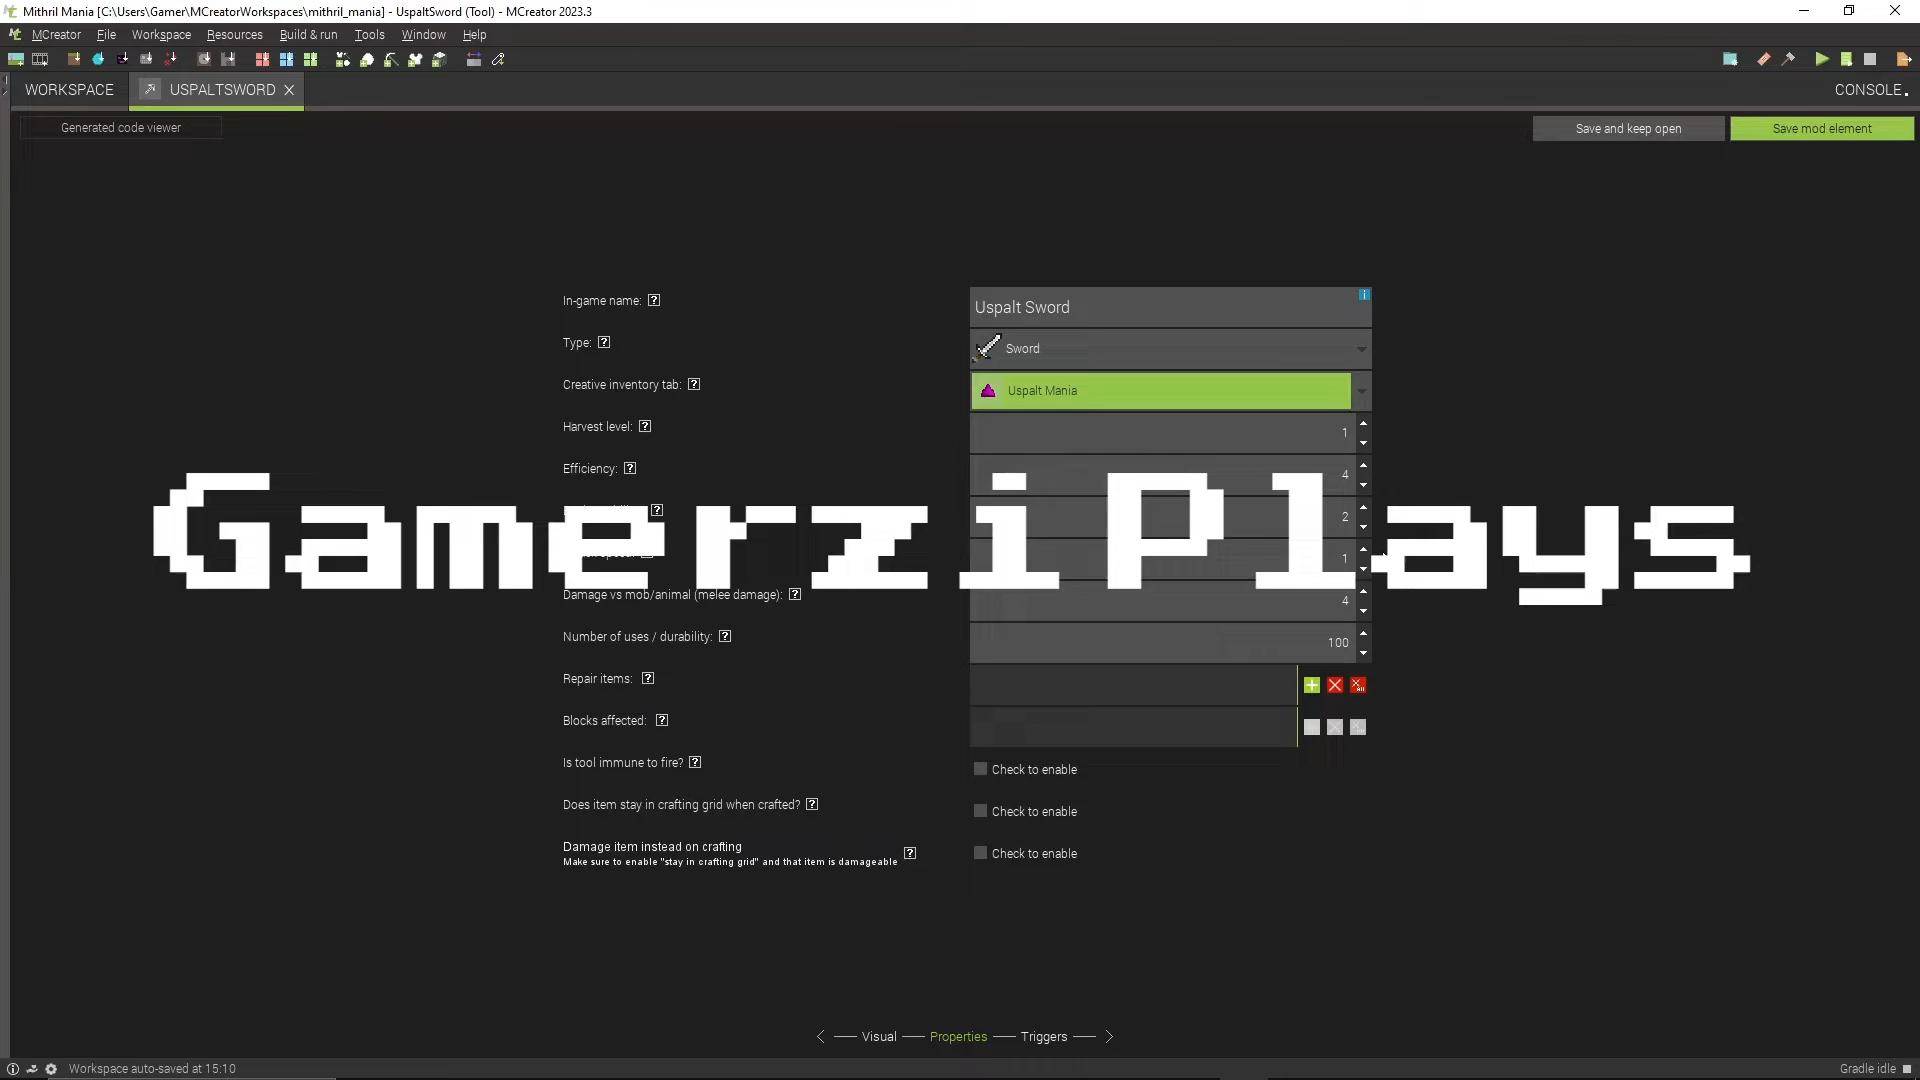 Mithril Mania [C:\Users\Gamer\MCreatorWorkspaces\mithril_mania] - UspaltSword (Tool) - MCreator 2023.3
MCreator File Workspace Resources Build & run Tools Window Help
WORKSPACE USPALTSWORD CONSOLE
Generated code viewer Save and keep open Save mod element
In-game name: Uspalt Sword
Type: Sword
Creative inventory tab: Uspalt Mania
Harvest level: 1
Efficiency: 4
2
1
GamerziPlays
Damage vs mob/animal (melee damage): 4
Number of uses / durability: 100
Repair items:
Blocks affected:
Is tool immune to fire? Check to enable
Does item stay in crafting grid when crafted? Check to enable
Damage item instead on crafting Check to enable
Make sure to enable "stay in crafting grid" and that item is damageable
Visual Properties Triggers
Workspace auto-saved at 15:10 Gradle idle